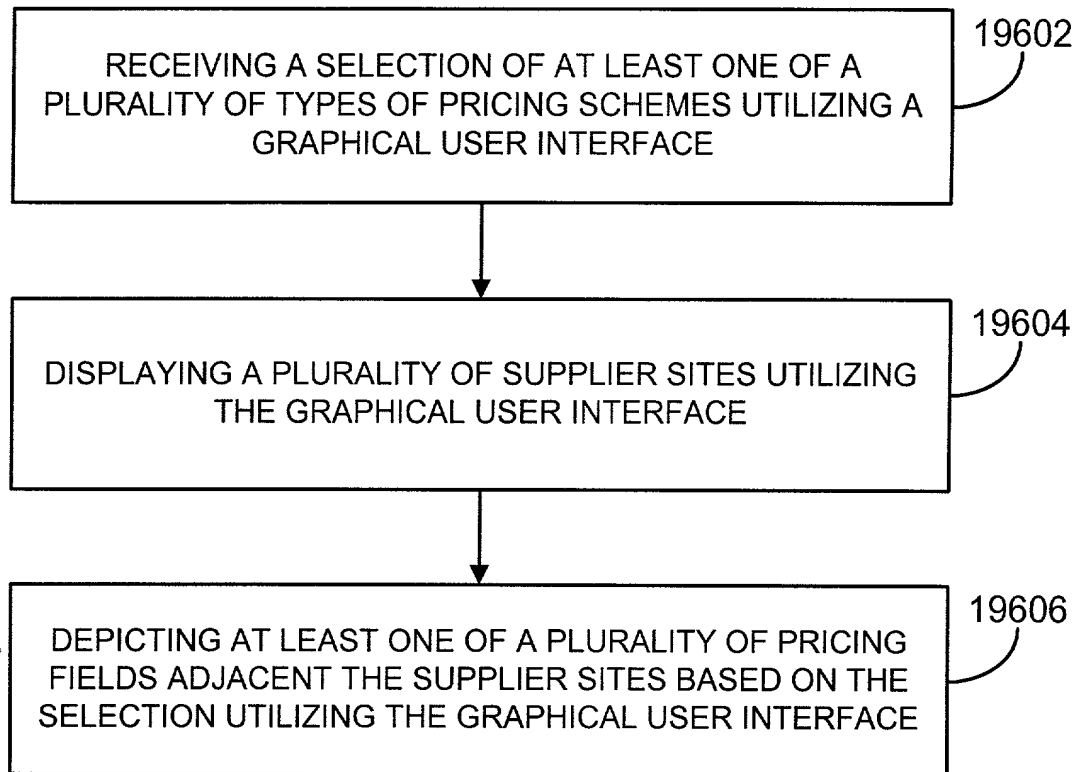 19602
RECEIVING A SELECTION OF AT LEAST ONE OF A
PLURALITY OF TYPES OF PRICING SCHEMES UTILIZING A
GRAPHICAL USER INTERFACE
19604
DISPLAYING A PLURALITY OF SUPPLIER SITES UTILIZING
THE GRAPHICAL USER INTERFACE
19606
DEPICTING AT LEAST ONE OF A PLURALITY OF PRICING
FIELDS ADJACENT THE SUPPLIER SITES BASED ON THE
SELECTION UTILIZING THE GRAPHICAL USER INTERFACE